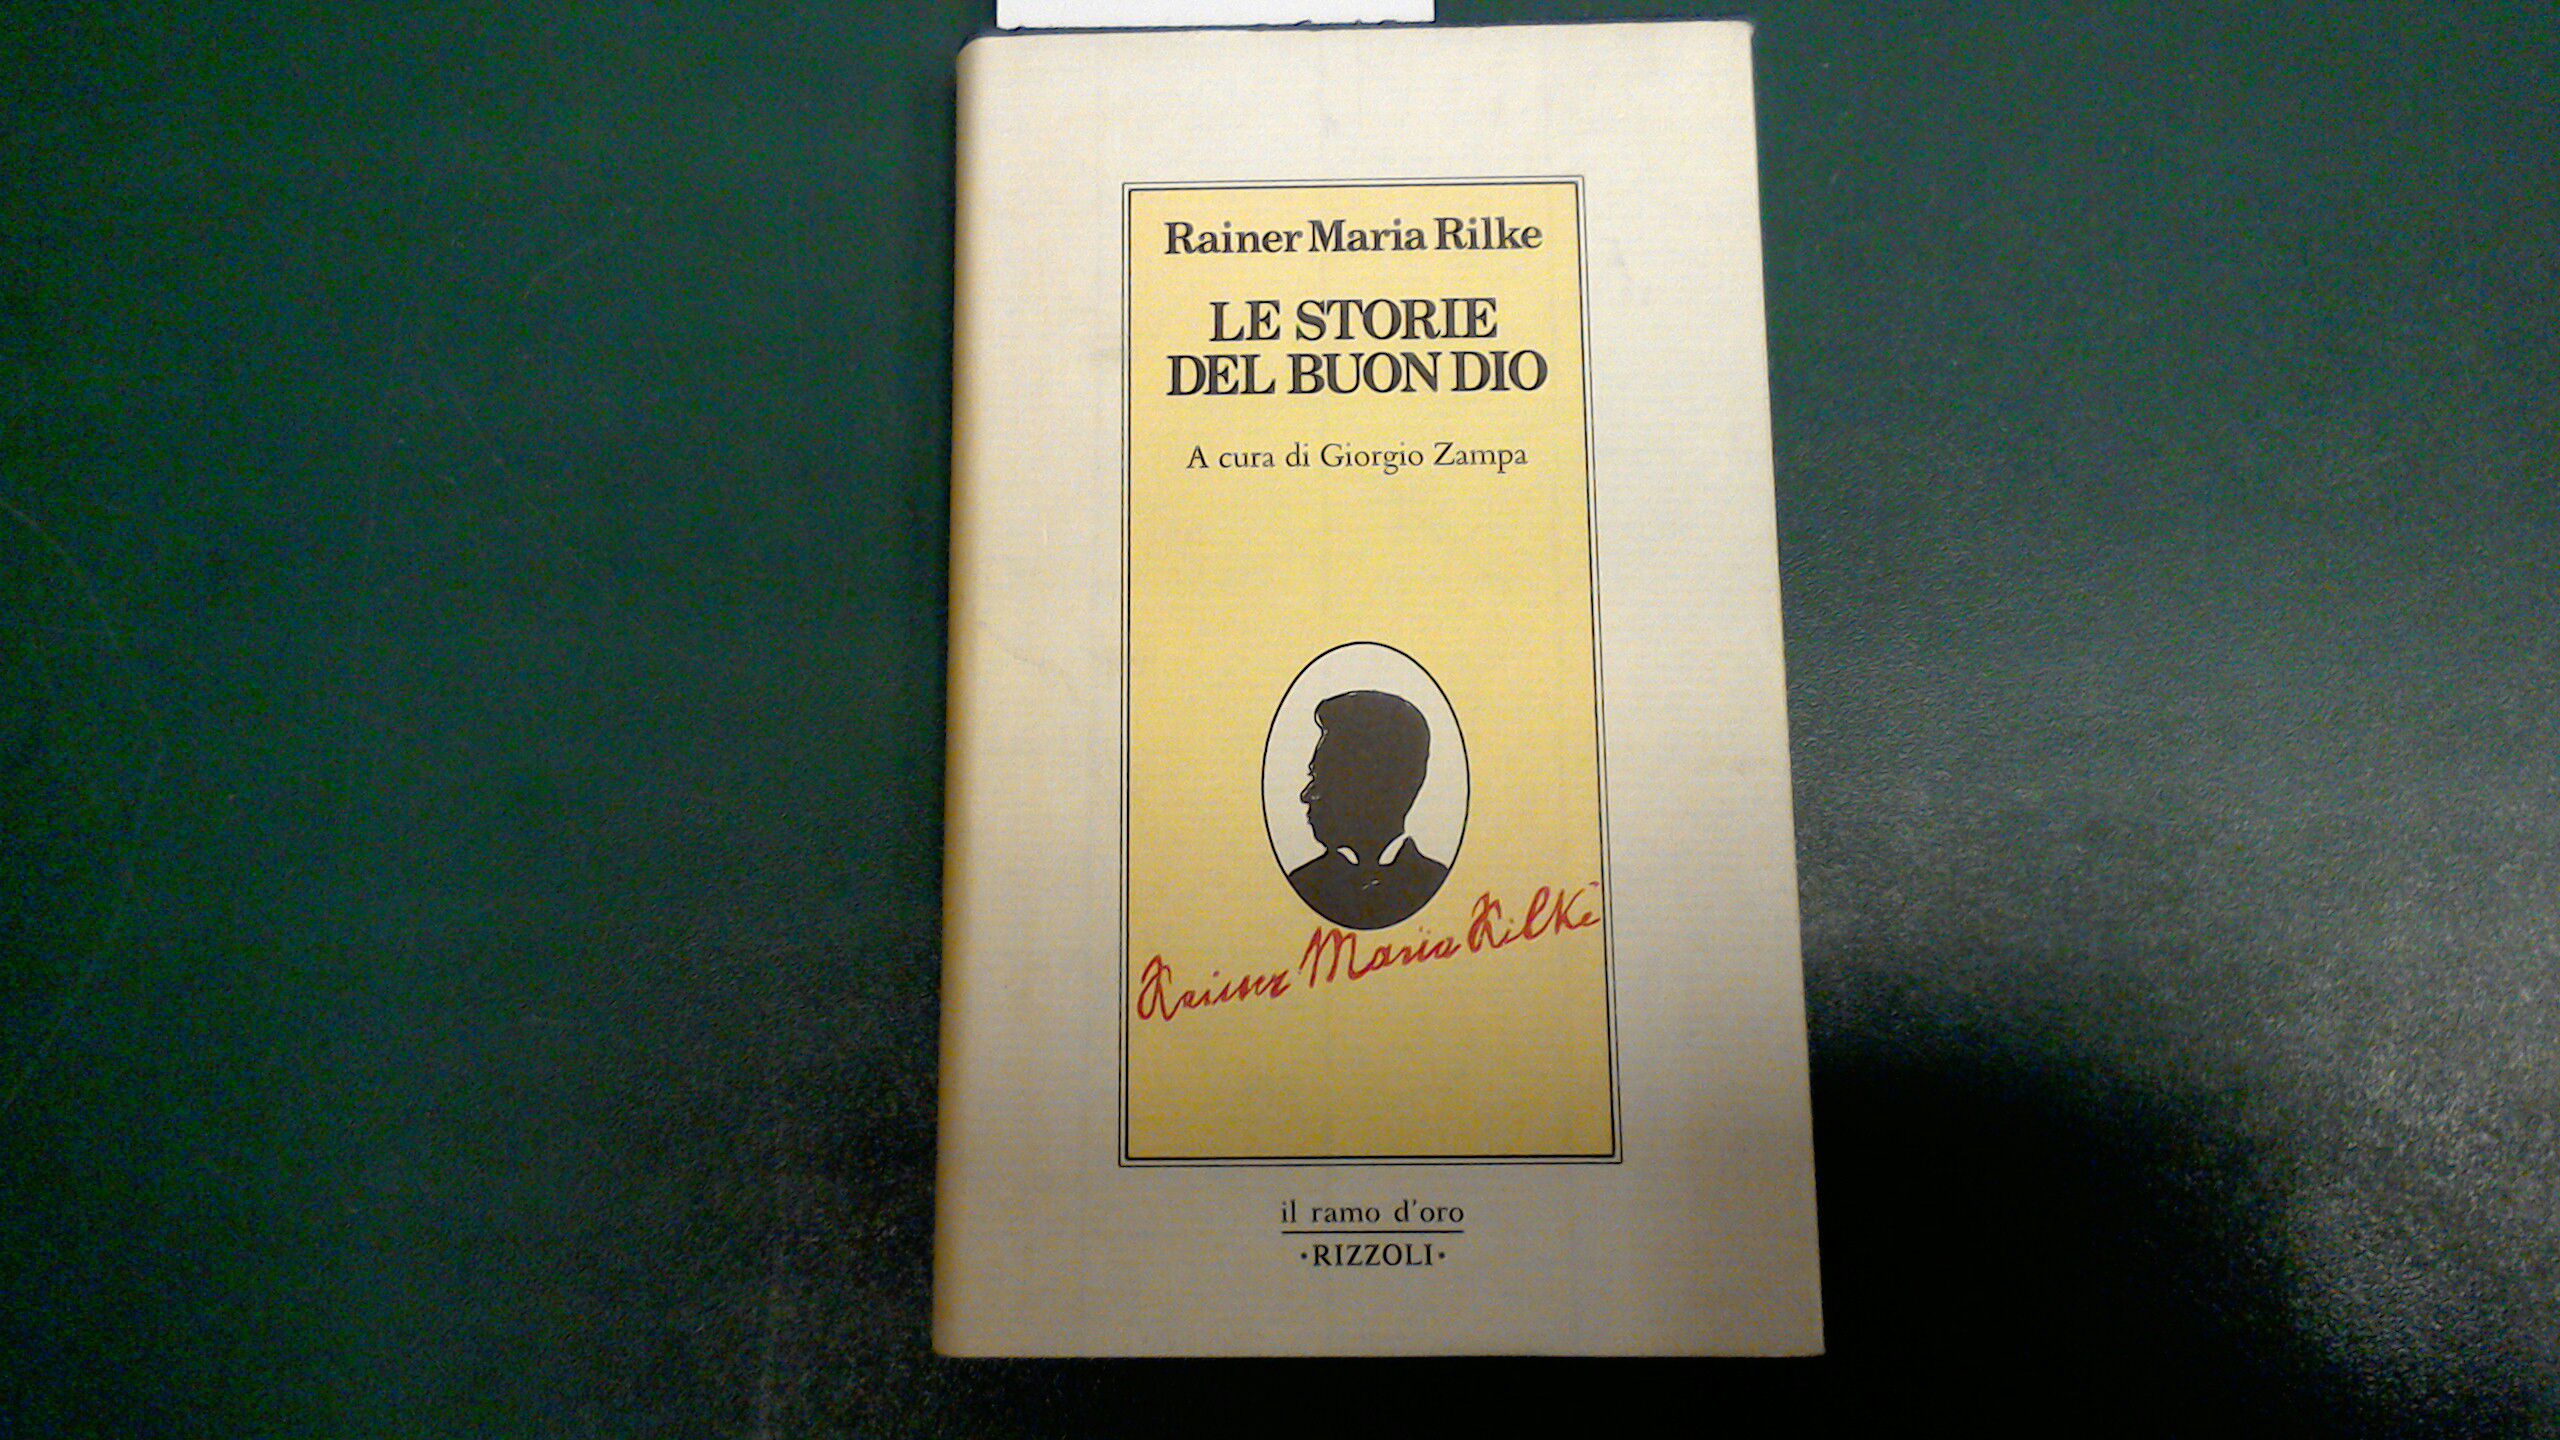 Rainer Maria Rilke
LE STORIE
DEL BUON DIO
A cura di Giorgio Zampa
Rainer Maria Rilke
il ramo d'oro
·RIZZOLI·